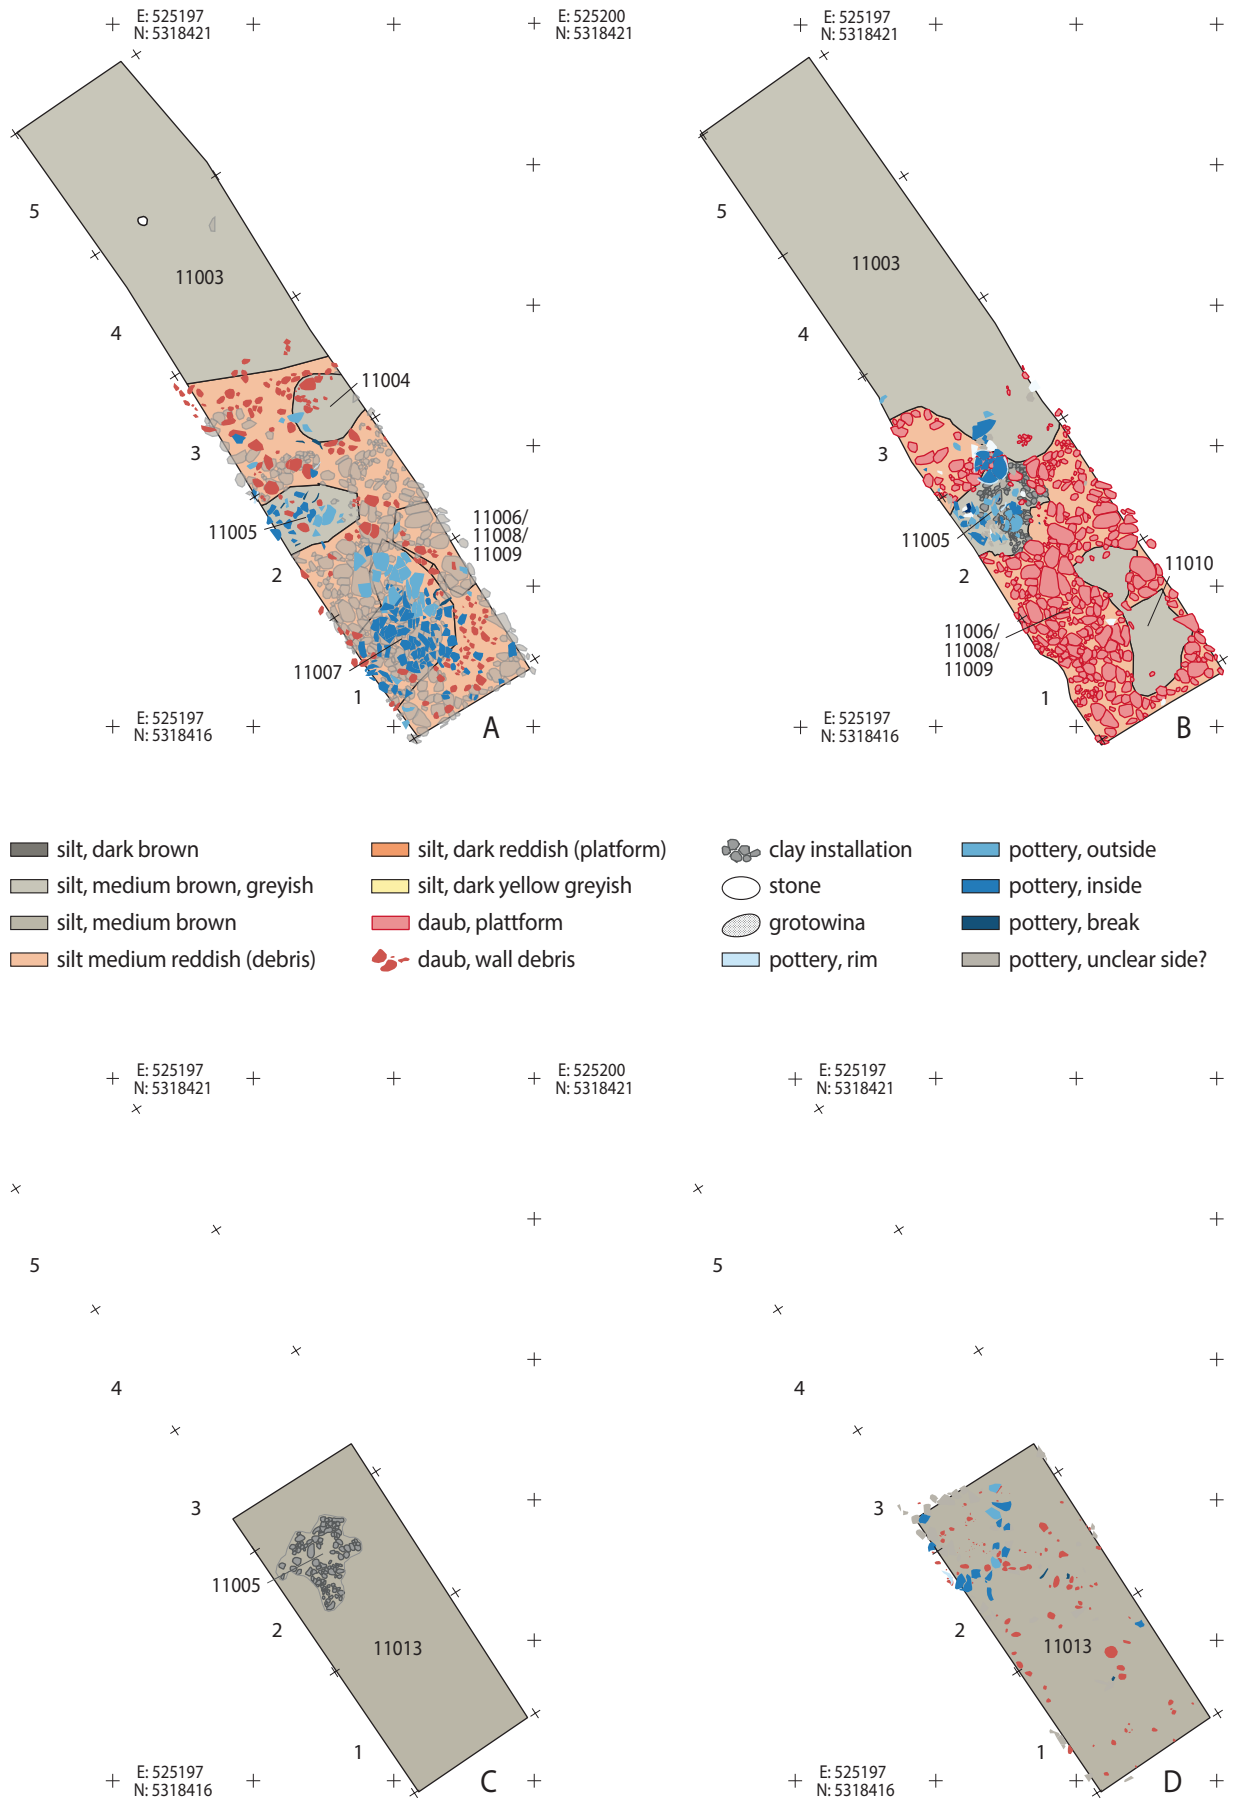 E: 525197
N: 5318421
E: 525200
N: 5318421
5
11003
4
11004
3
11005
11006/
11008/
11009
2
11007
1
E: 525197
N: 5318416
A
E: 525197
N: 5318421
5
11003
4
3
11005
2
11010
11006/
11008/
11009
1
E: 525197
N: 5318416
B
silt, dark brown
silt, medium brown, greyish
silt, medium brown
silt medium reddish (debris)
silt, dark reddish (platform)
silt, dark yellow greyish
daub, plattform
daub, wall debris
clay installation
stone
grotowina
pottery, rim
pottery, outside
pottery, inside
pottery, break
pottery, unclear side?
E: 525197
N: 5318421
E: 525200
N: 5318421
5
4
3
11005
2
11013
1
E: 525197
N: 5318416
C
E: 525197
N: 5318421
5
4
3
2
11013
1
E: 525197
N: 5318416
D